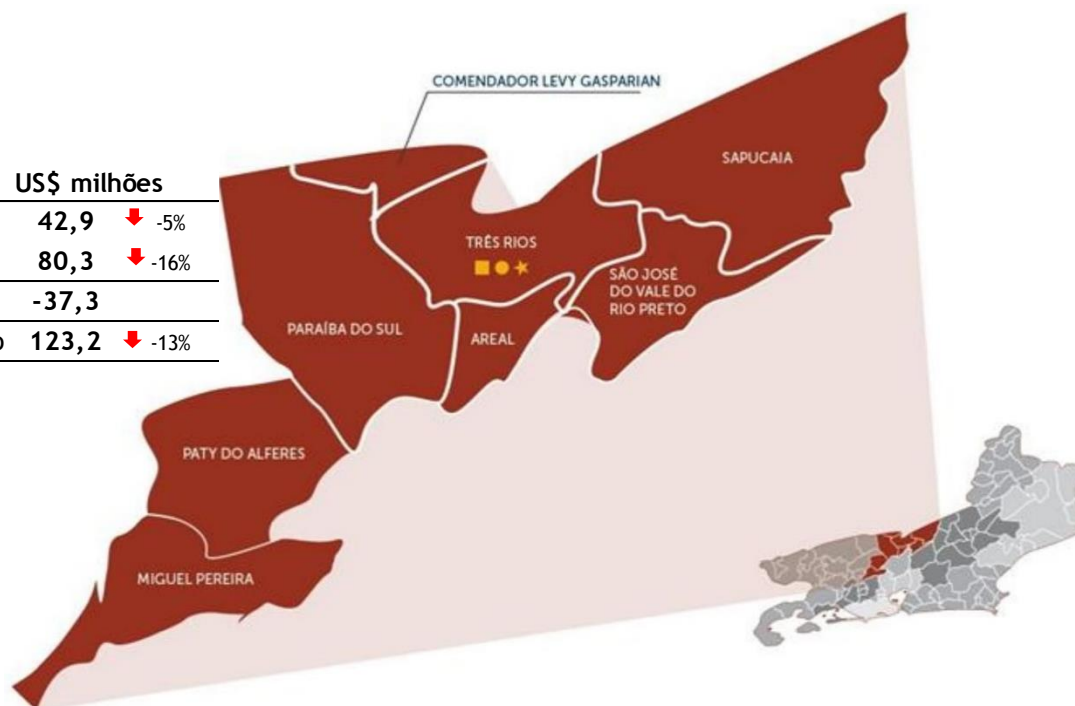 COMENDADOR LEVY GASPARIAN
SAPUCAIA
US$ milhões
42,9 -5%
80,3 -16%
-37,3
o 123,2 -13%
TRÊS RIOS
SÃO JOSÉ
DO VALE DO
RIO PRETO
PARAÍBA DO SUL
AREAL
PATY DO ALFERES
MIGUEL PEREIRA